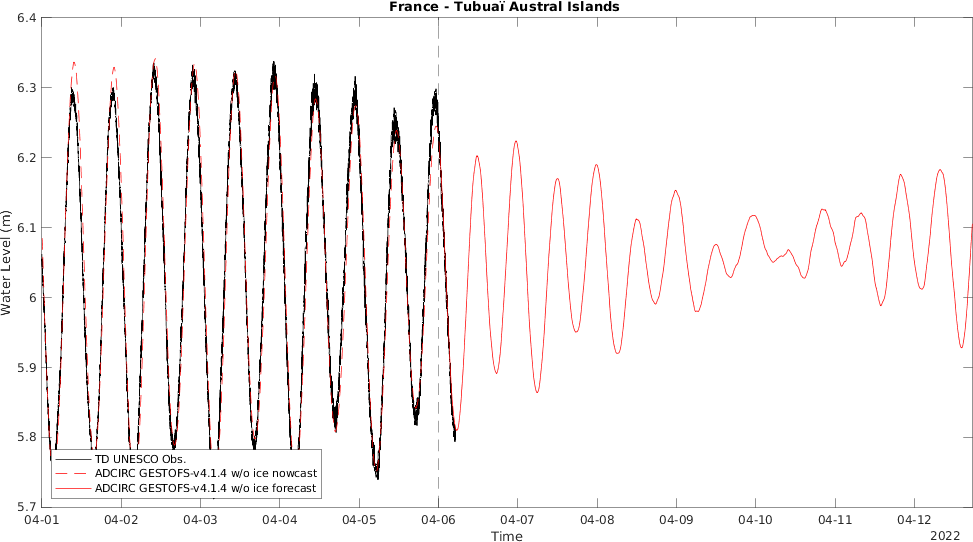 France - Tubuaï Austral Islands
6.4
6.3
6.2
6.1
6
5.9
5.8
5.7
Water Level (m)
TD UNESCO Obs.
ADCIRC GESTOFS-v4.1.4 w/o ice nowcast
ADCIRC GESTOFS-v4.1.4 w/o ice forecast
04-01 04-02 04-03 04-04 04-05 04-06 04-07 04-08 04-09 04-10 04-11 04-12
2022
Time